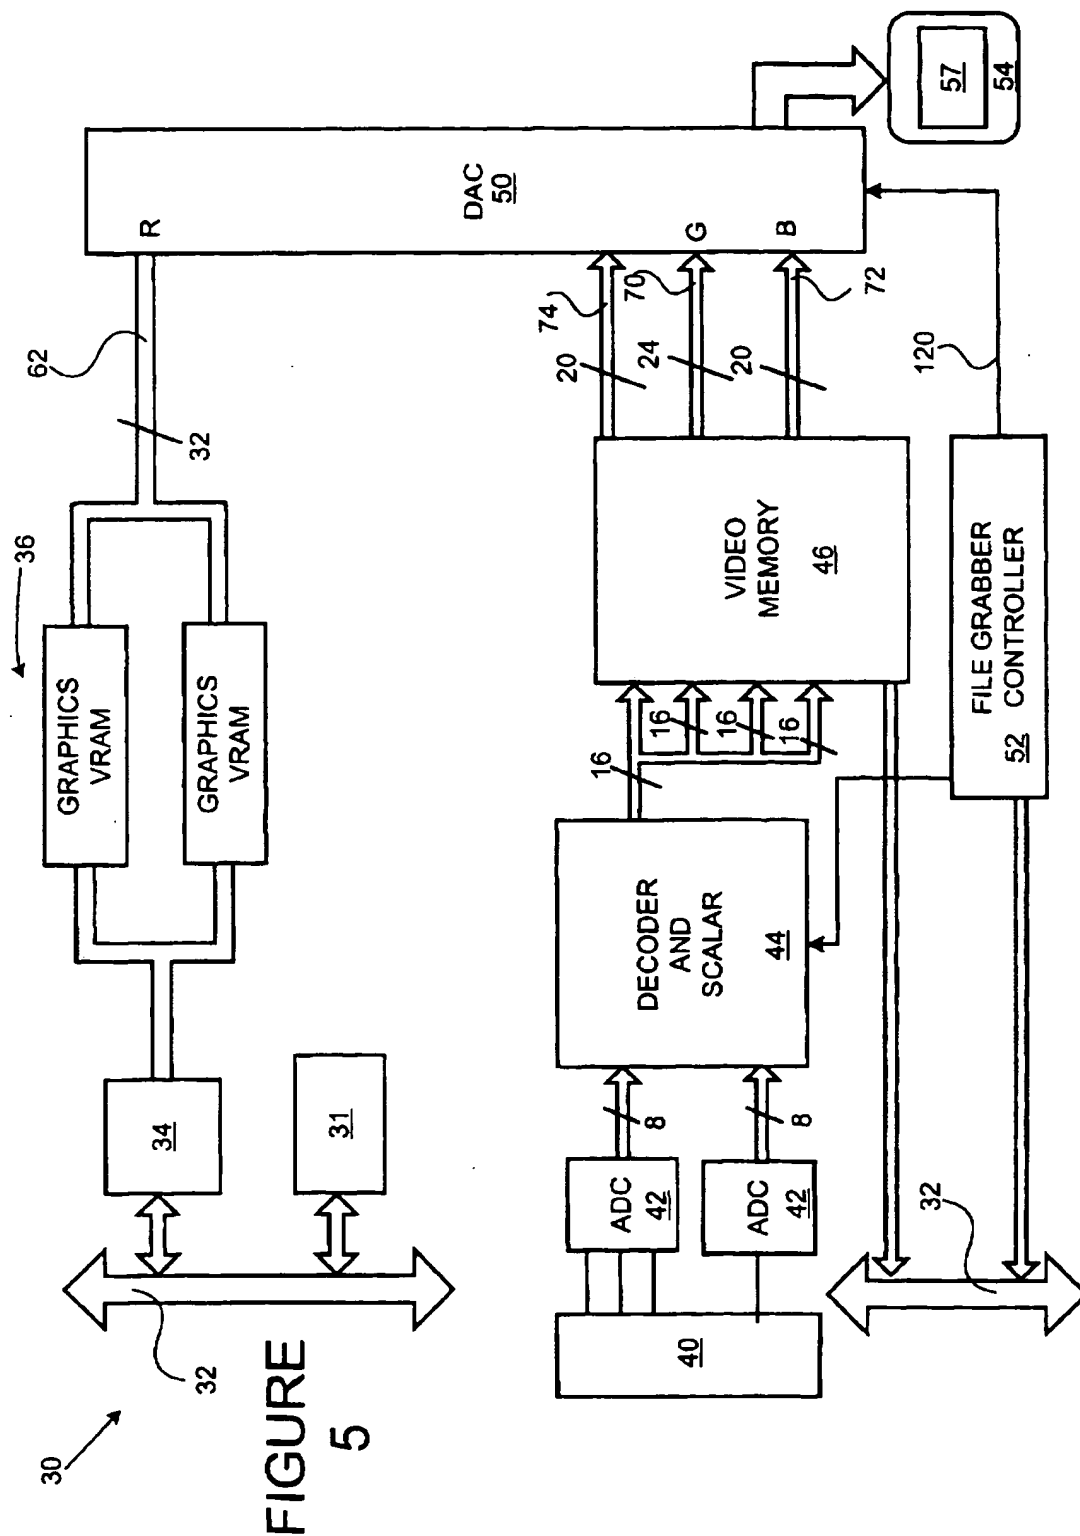 FIGURE
5
30
32
34
31
GRAPHICS
VRAM
GRAPHICS
VRAM
36
32
62
R
DAC
50
G
B
40
ADC
42
ADC
42
8
8
DECODER
AND
SCALAR
44
16
16
16
16
VIDEO
MEMORY
46
20
24
20
74
70
72
120
57
54
FILE GRABBER
CONTROLLER
52
32